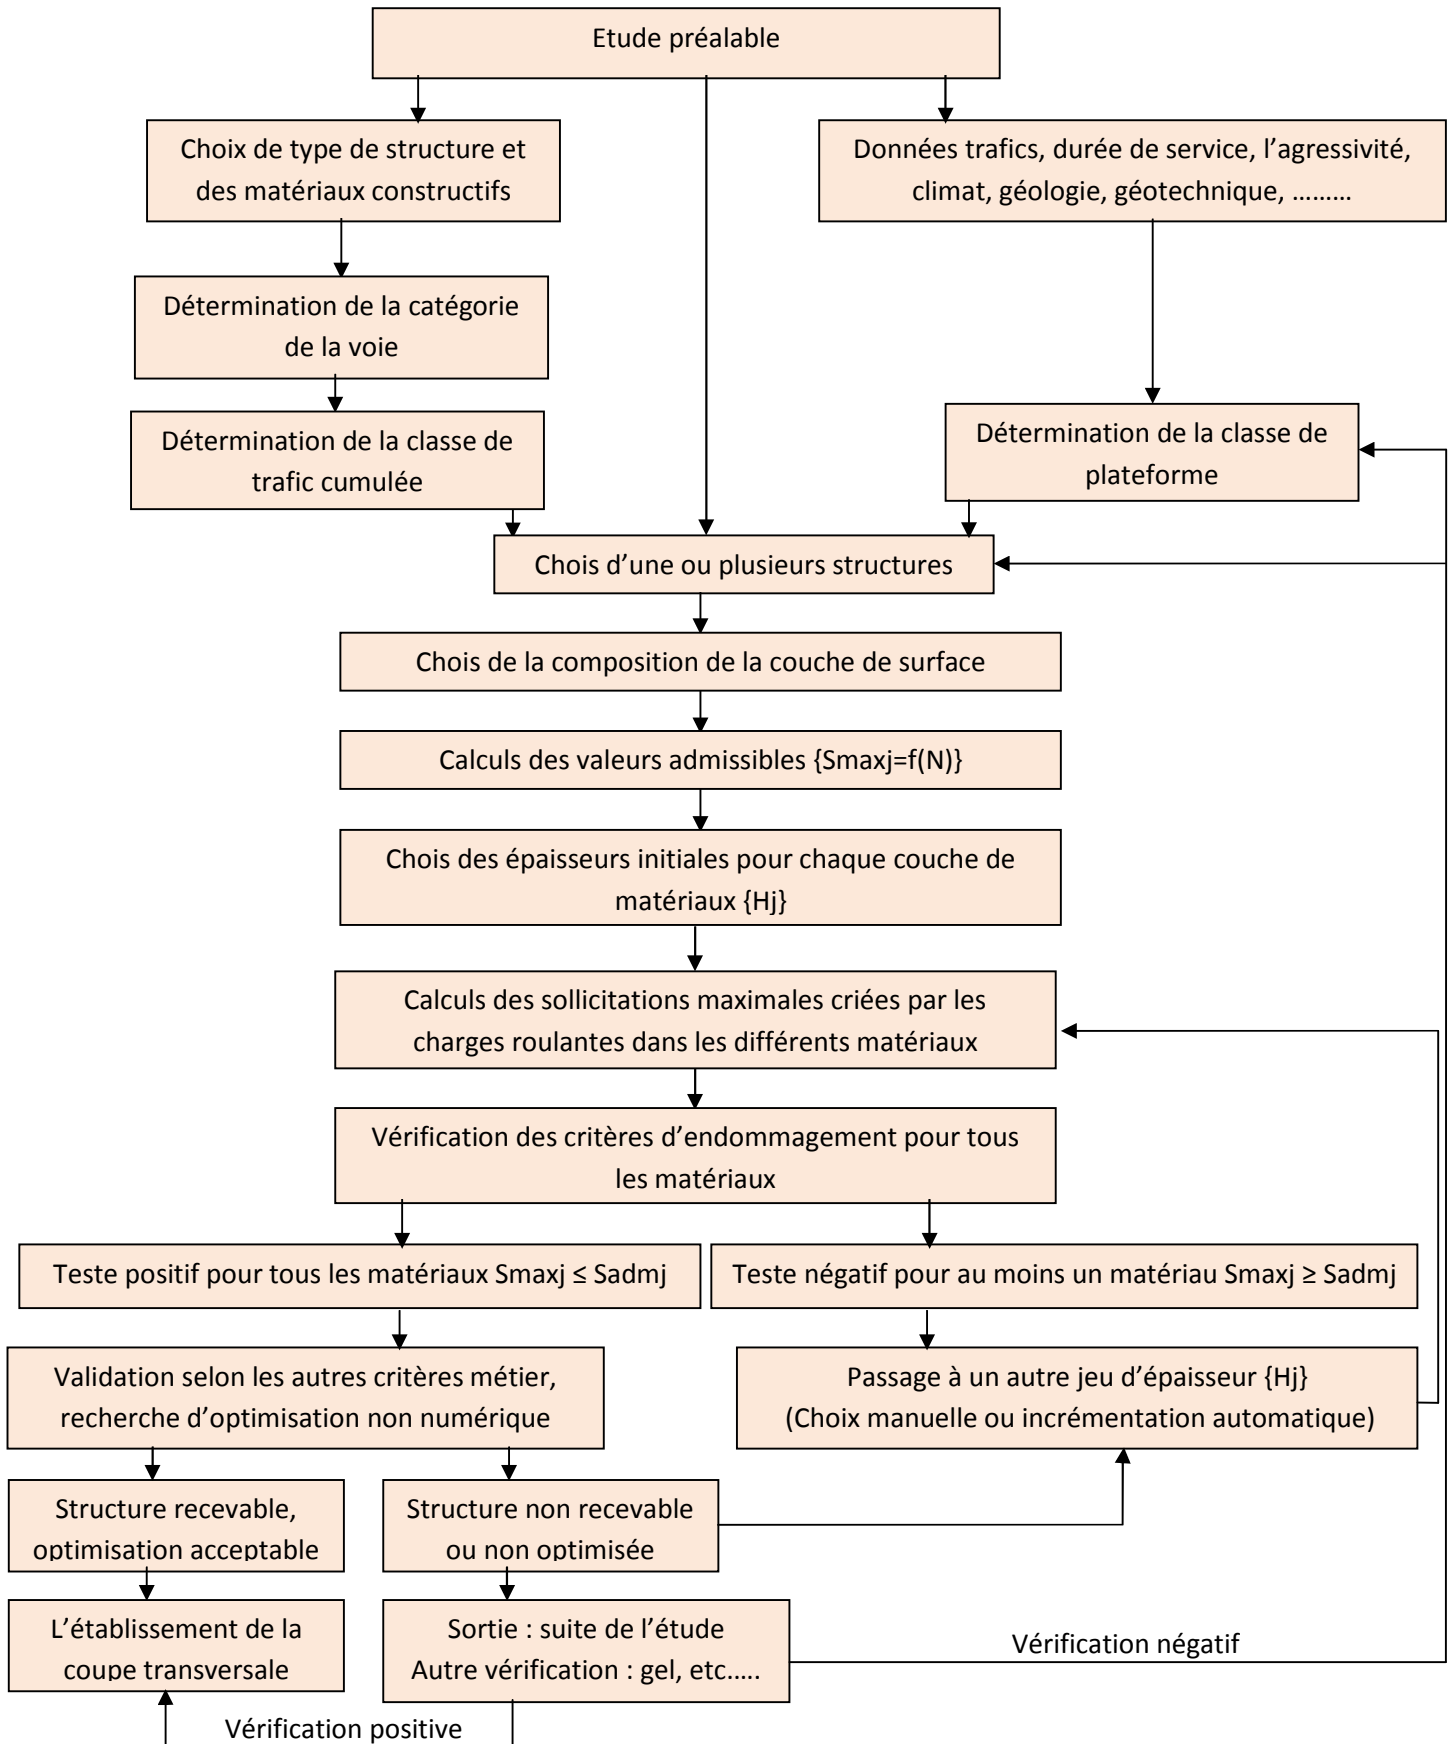 Etude préalable
Choix de type de structure et
des matériaux constructifs
Données trafics, durée de service, l’agressivité,
climat, géologie, géotechnique, .........
Détermination de la catégorie
de la voie
Détermination de la classe de
trafic cumulée
Détermination de la classe de
plateforme
Chois d’une ou plusieurs structures
Chois de la composition de la couche de surface
Calculs des valeurs admissibles {Smaxj=f(N)}
Chois des épaisseurs initiales pour chaque couche de
matériaux {Hj}
Calculs des sollicitations maximales criées par les
charges roulantes dans les différents matériaux
Vérification des critères d’endommagement pour tous
les matériaux
Teste positif pour tous les matériaux Smaxj ≤ Sadmj
Teste négatif pour au moins un matériau Smaxj ≥ Sadmj
Validation selon les autres critères métier,
recherche d’optimisation non numérique
Passage à un autre jeu d’épaisseur {Hj}
(Choix manuelle ou incrémentation automatique)
Structure recevable,
optimisation acceptable
Structure non recevable
ou non optimisée
L’établissement de la
coupe transversale
Sortie : suite de l’étude
Autre vérification : gel, etc.....
Vérification négatif
Vérification positive